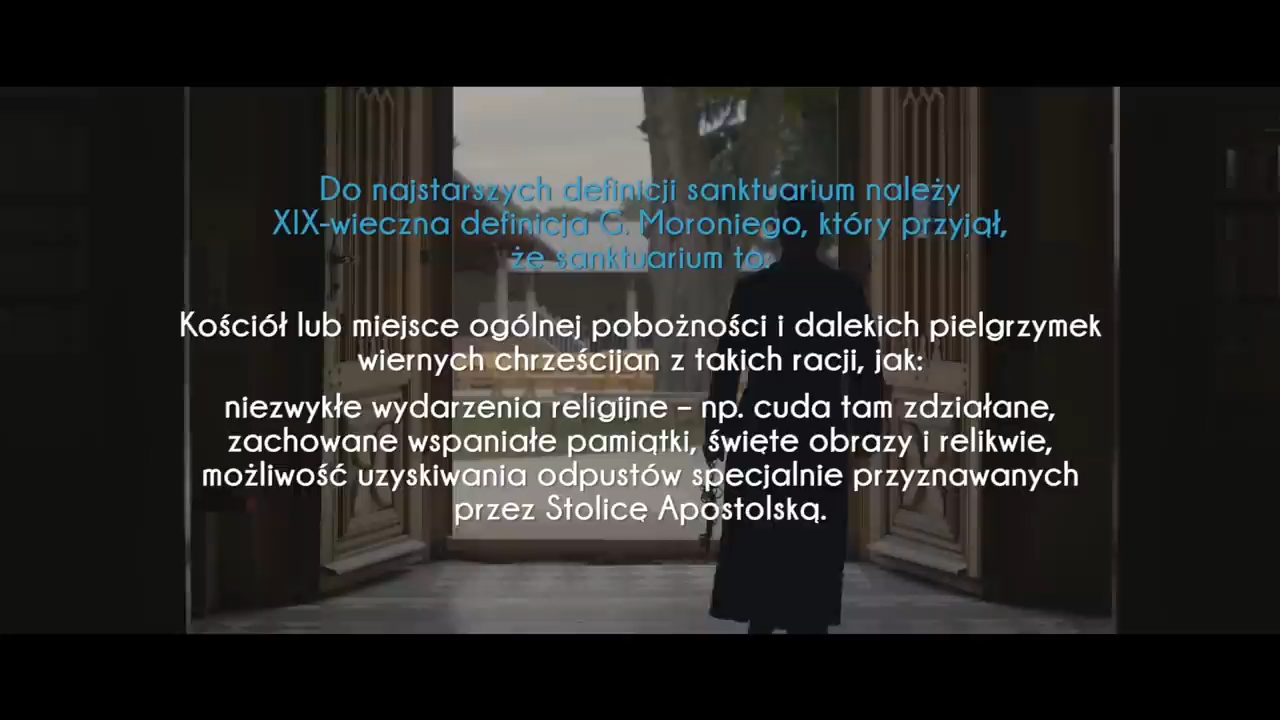 Do najstarszych definicji sanktuarium należy
XIX-wieczna definicja G. Moroniego, który przyjął,
że sanktuarium to:
Kościół lub miejsce ogólnej pobożności i dalekich pielgrzymek
wiernych chrześcijan z takich racji, jak:
niezwykłe wydarzenia religijne – np. cuda tam zdziałane,
zachowane wspaniałe pamiątki, święte obrazy i relikwie,
możliwość uzyskiwania odpustów specjalnie przyznawanych
przez Stolicę Apostolską.